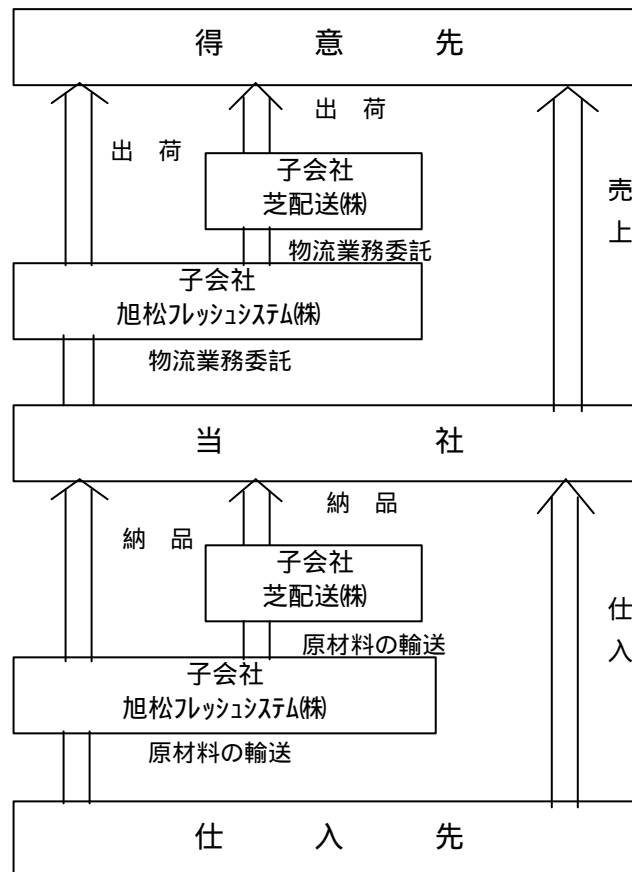 得　意　先
出　荷
出　荷
子会社
芝配送㈱
売
上
物流業務委託
子会社
旭松ﾌﾚｯｼｭｼｽﾃﾑ㈱
物流業務委託
当　社
納　品
納　品
子会社
芝配送㈱
仕
入
原材料の輸送
子会社
旭松ﾌﾚｯｼｭｼｽﾃﾑ㈱
原材料の輸送
仕　入　先